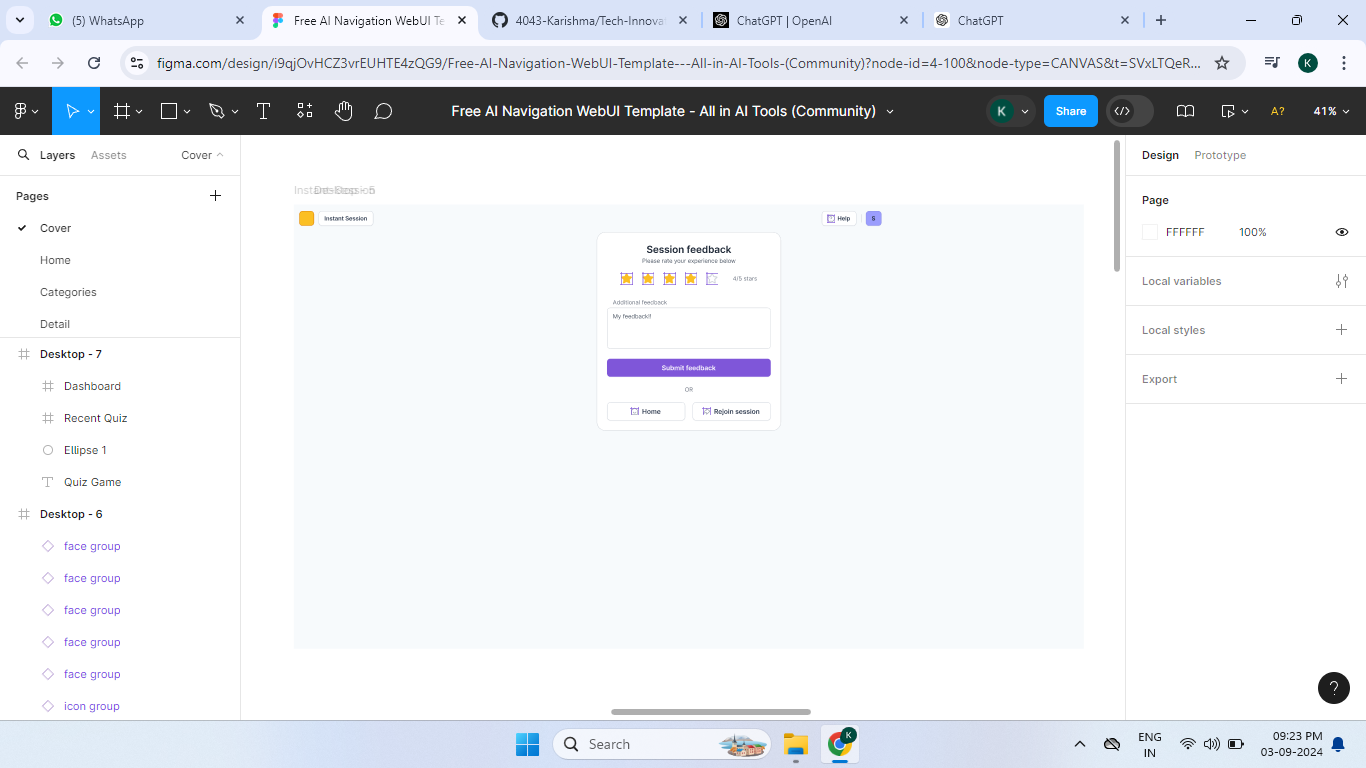 (5) WhatsApp
Free AI Navigation WebUI Te
4043-Karishma/Tech-Innova
ChatGPT | OpenAI
ChatGPT
figma.com/design/i9qjOvHCZ3vrEUHTE4zQG9/Free-AI-Navigation-WebUI-Template---All-in-AI-Tools-(Community)?node-id=4-100&node-type=CANVAS&t=SVxLTQeR...
K
Free AI Navigation WebUI Template - All in AI Tools (Community)
K
Share
A?
41%
Layers
Assets
Cover
Pages
Cover
Home
Categories
Detail
Desktop - 7
Dashboard
Recent Quiz
Ellipse 1
Quiz Game
Desktop - 6
face group
face group
face group
face group
face group
icon group
Instant Session
Help
S
Session feedback
Please rate your experience below
4/5 stars
Additional feedback
My feedback!!
Submit feedback
OR
Home
Rejoin session
Design
Prototype
Page
FFFFFF
100%
Local variables
Local styles
Export
?
Search
K
ENG
IN
09:23 PM
03-09-2024